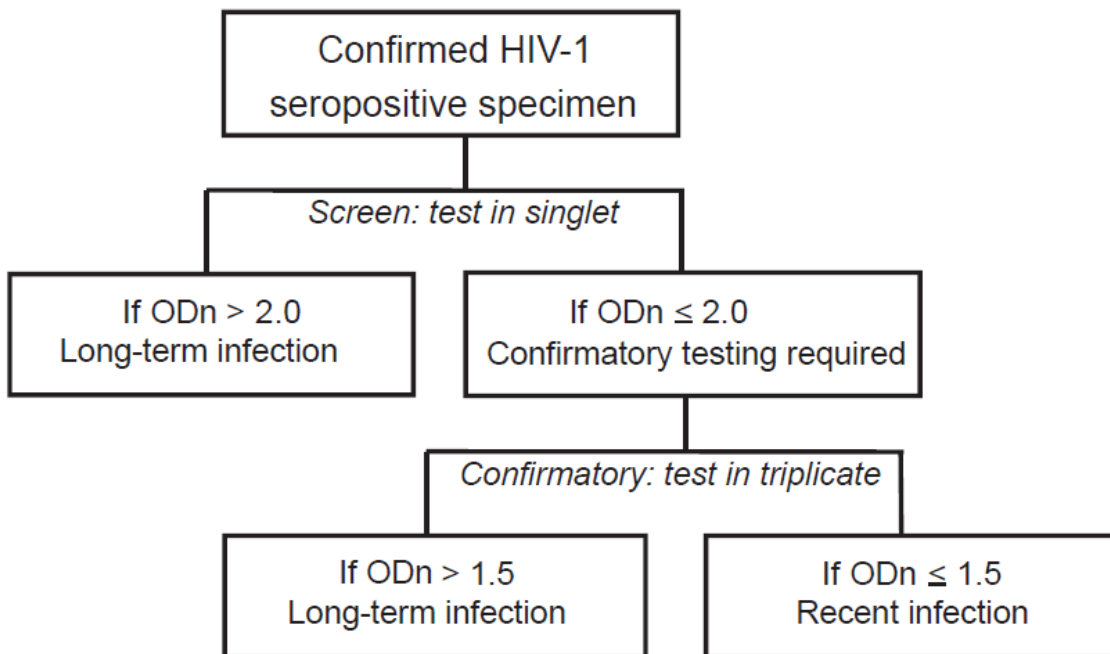 Confirmed HIV-1
seropositive specimen
Screen: test in singlet
If ODn > 2.0
Long-term infection
If ODn ≤ 2.0
Confirmatory testing required
Confirmatory: test in triplicate
If ODn > 1.5
Long-term infection
If ODn ≤ 1.5
Recent infection